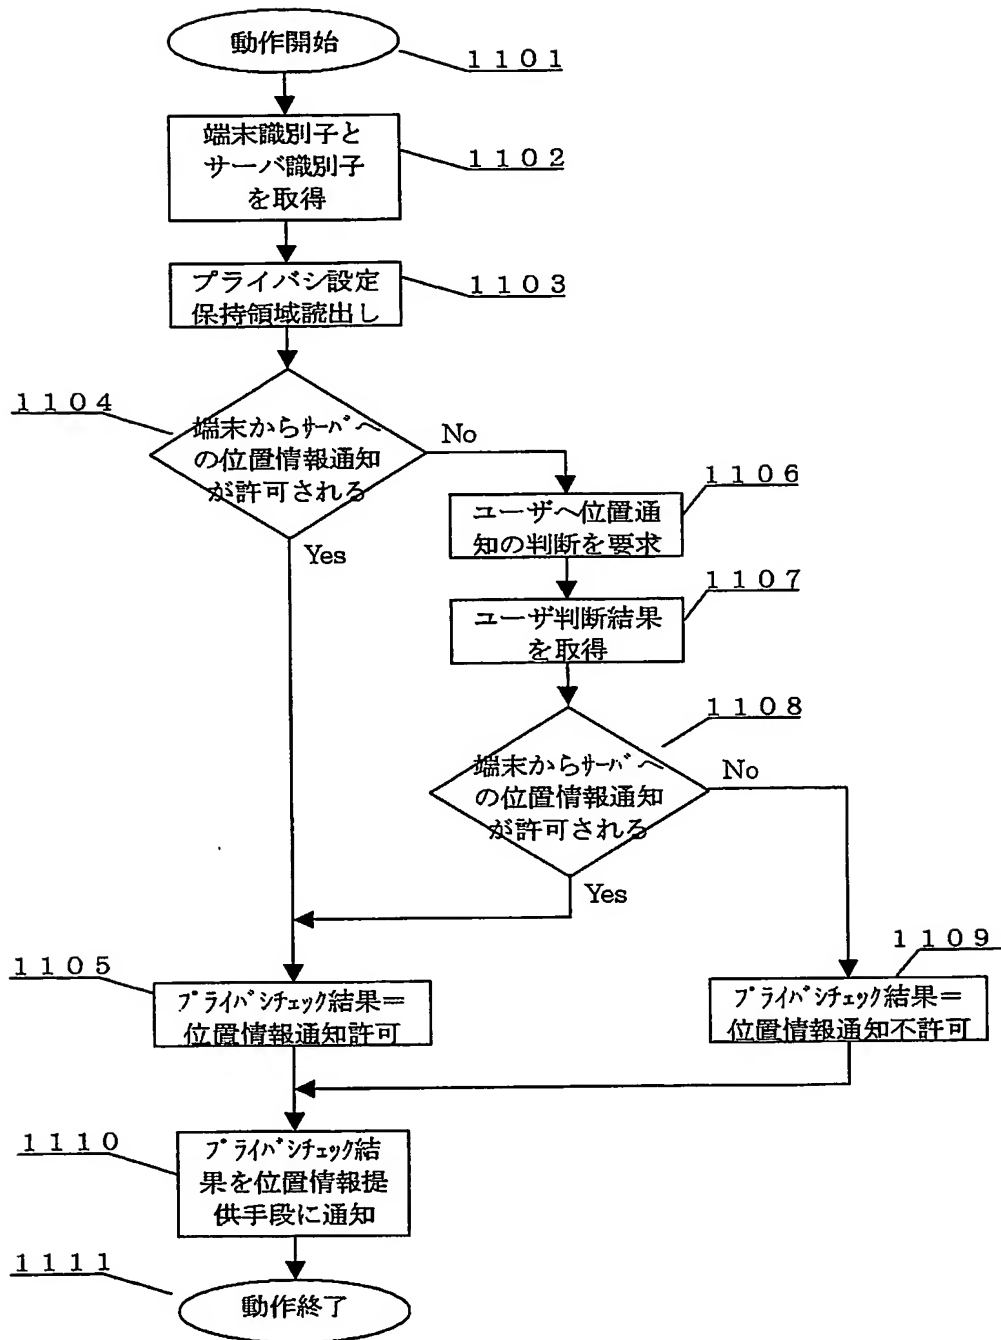 動作開始
１１０１
端末識別子と
サーバ識別子
を取得
１１０２
プライバシ設定
保持領域読出し
１１０３
１１０４
端末からｻｰﾊﾞへ
の位置情報通知
が許可される
No
Yes
１１０６
ユーザへ位置通
知の判断を要求
１１０７
ユーザ判断結果
を取得
１１０８
端末からｻｰﾊﾞへ
の位置情報通知
が許可される
No
Yes
１１０５
ﾌﾟﾗｲﾊﾞｼﾁｪｯｸ結果＝
位置情報通知許可
１１０９
ﾌﾟﾗｲﾊﾞｼﾁｪｯｸ結果＝
位置情報通知不許可
１１１０
ﾌﾟﾗｲﾊﾞｼﾁｪｯｸ結
果を位置情報提
供手段に通知
１１１１
動作終了